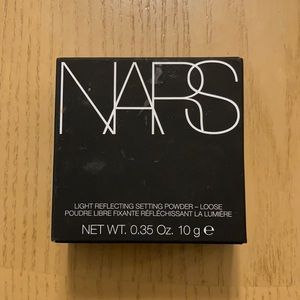 NARS
LIGHT REFLECTING SETTING POWDER – LOOSE
POUDRE LIBRE FIXANTE RÉFLÉCHISSANT LA LUMIÈRE
NET WT. 0.35 Oz. 10 g ℮